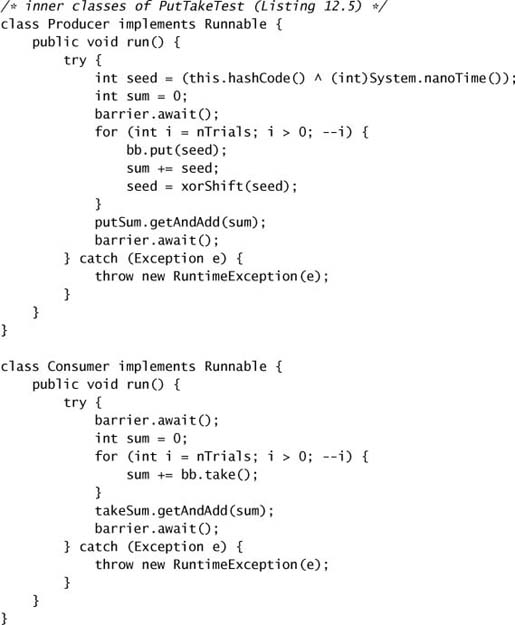 /* inner classes of PutTakeTest (Listing 12.5) */
class Producer implements Runnable {
    public void run() {
        try {
            int seed = (this.hashCode() ^ (int)System.nanoTime());
            int sum = 0;
            barrier.await();
            for (int i = nTrials; i > 0; --i) {
                bb.put(seed);
                sum += seed;
                seed = xorShift(seed);
            }
            putSum.getAndAdd(sum);
            barrier.await();
        } catch (Exception e) {
            throw new RuntimeException(e);
        }
    }
}

class Consumer implements Runnable {
    public void run() {
        try {
            barrier.await();
            int sum = 0;
            for (int i = nTrials; i > 0; --i) {
                sum += bb.take();
            }
            takeSum.getAndAdd(sum);
            barrier.await();
        } catch (Exception e) {
            throw new RuntimeException(e);
        }
    }
}